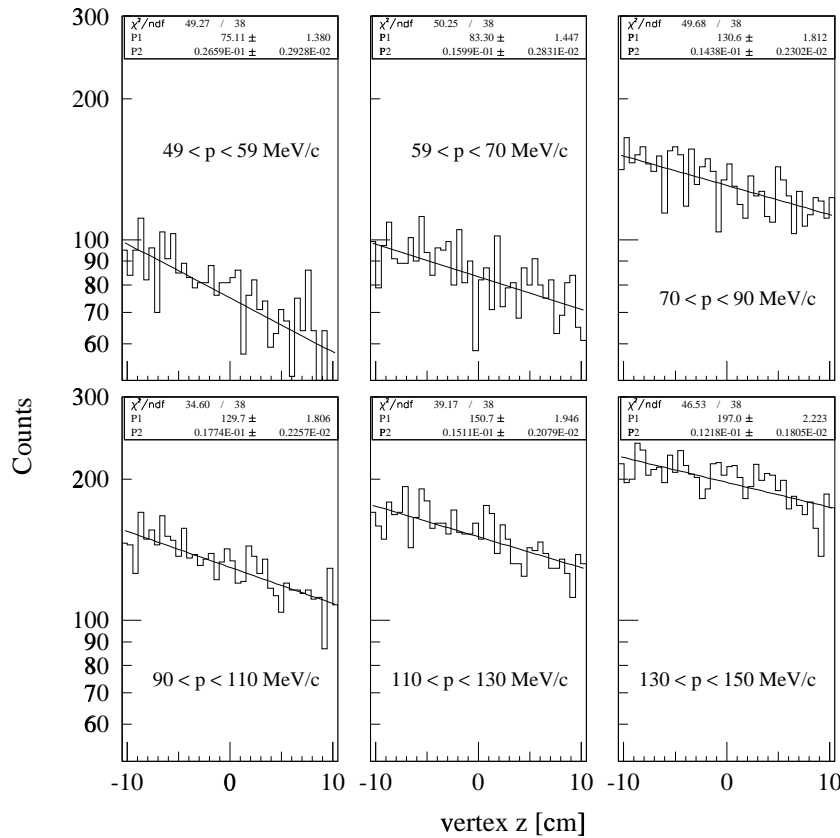 χ²/ndf 49.27 / 38
P1 75.11 ± 1.380
P2 0.2659E-01 ± 0.2928E-02
49 < p < 59 MeV/c
χ²/ndf 50.25 / 38
P1 83.30 ± 1.447
P2 0.1599E-01 ± 0.2831E-02
59 < p < 70 MeV/c
χ²/ndf 49.68 / 38
P1 130.6 ± 1.812
P2 0.1438E-01 ± 0.2302E-02
70 < p < 90 MeV/c
300
200
100
90
80
70
60
χ²/ndf 34.60 / 38
P1 129.7 ± 1.806
P2 0.1774E-01 ± 0.2257E-02
90 < p < 110 MeV/c
χ²/ndf 39.17 / 38
P1 150.7 ± 1.946
P2 0.1511E-01 ± 0.2079E-02
110 < p < 130 MeV/c
χ²/ndf 46.53 / 38
P1 197.0 ± 2.223
P2 0.1218E-01 ± 0.1805E-02
130 < p < 150 MeV/c
300
200
100
90
80
70
60
Counts
-10 0 10 -10 0 10 -10 0 10
vertex z [cm]